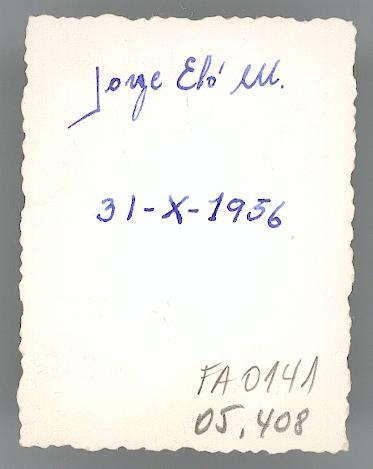 Jorge Eló M.
31-X-1956
FA0141
05.408